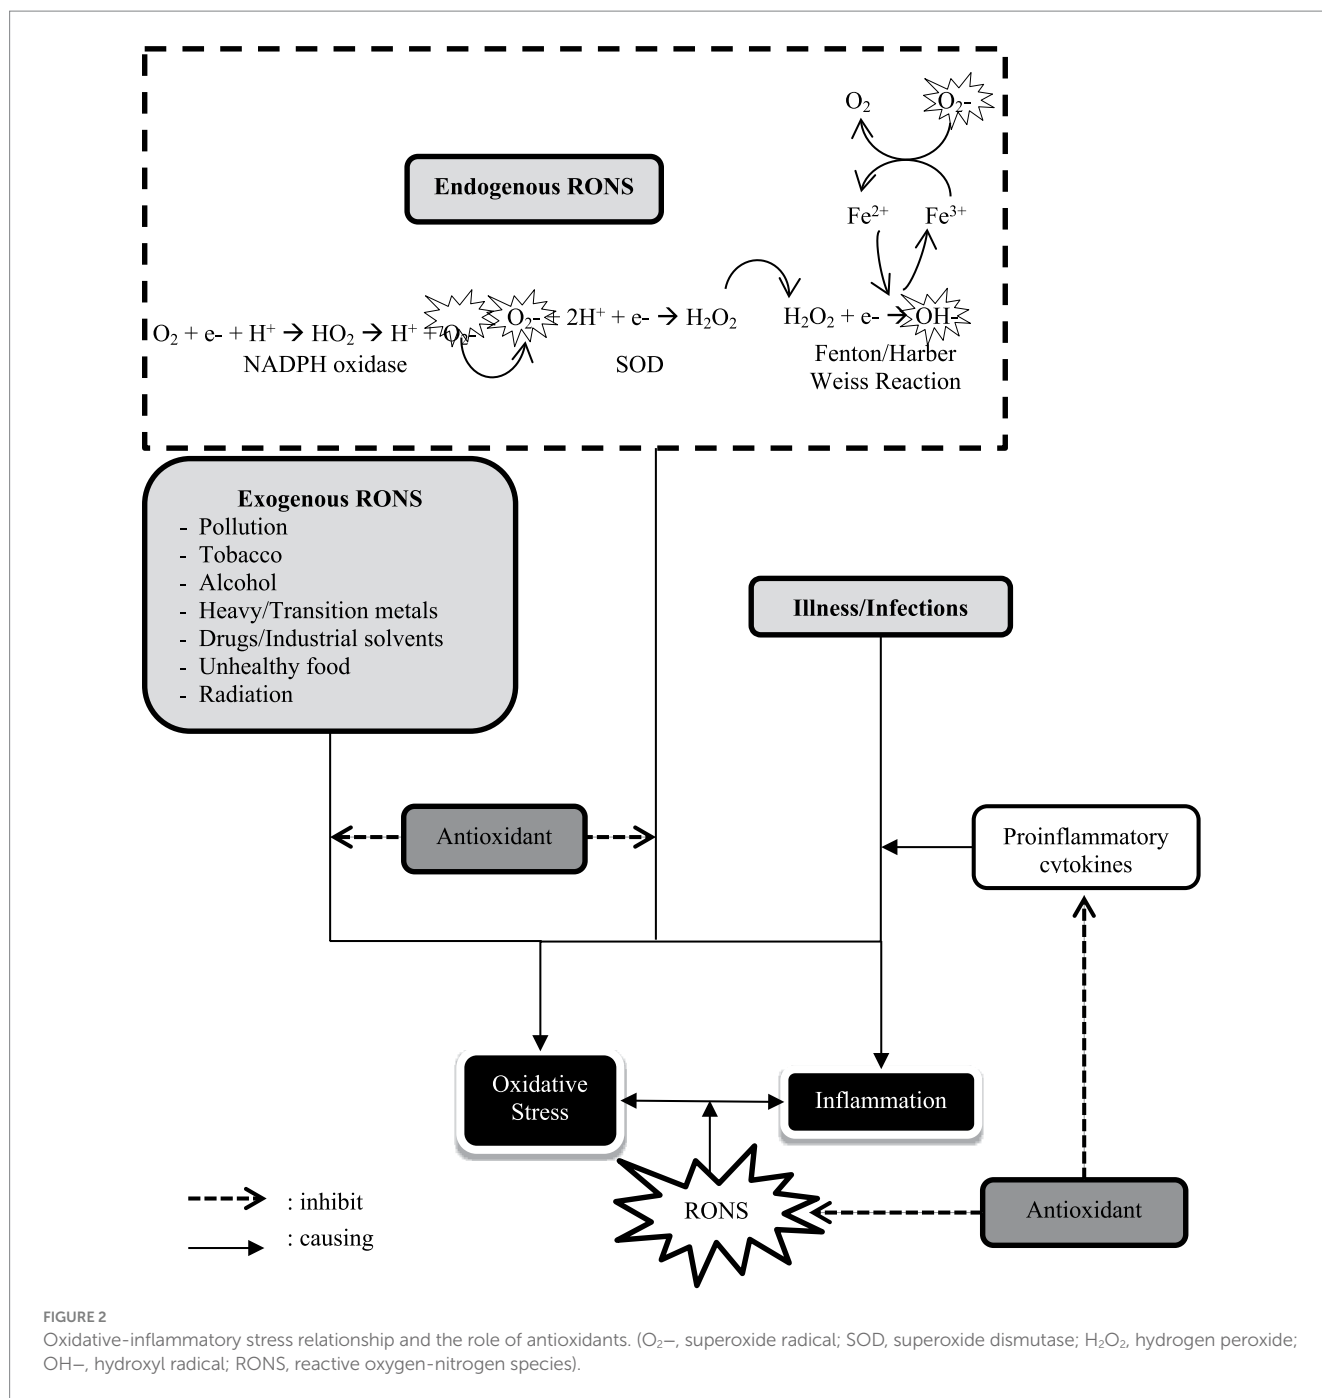 O₂
O₂-
Endogenous RONS
Fe²⁺
Fe³⁺
O₂ + e- + H⁺ → HO₂ → H⁺ + O₂-
O₂- + 2H⁺ + e- → H₂O₂
H₂O₂ + e- → OH-
NADPH oxidase
SOD
Fenton/Harber
Weiss Reaction
Exogenous RONS
- Pollution
- Tobacco
- Alcohol
- Heavy/Transition metals
- Drugs/Industrial solvents
- Unhealthy food
- Radiation
Illness/Infections
Antioxidant
Proinflammatory
cytokines
Oxidative
Stress
Inflammation
RONS
Antioxidant
: inhibit
: causing
FIGURE 2
Oxidative-inflammatory stress relationship and the role of antioxidants. (O₂–, superoxide radical; SOD, superoxide dismutase; H₂O₂, hydrogen peroxide;
OH–, hydroxyl radical; RONS, reactive oxygen-nitrogen species).